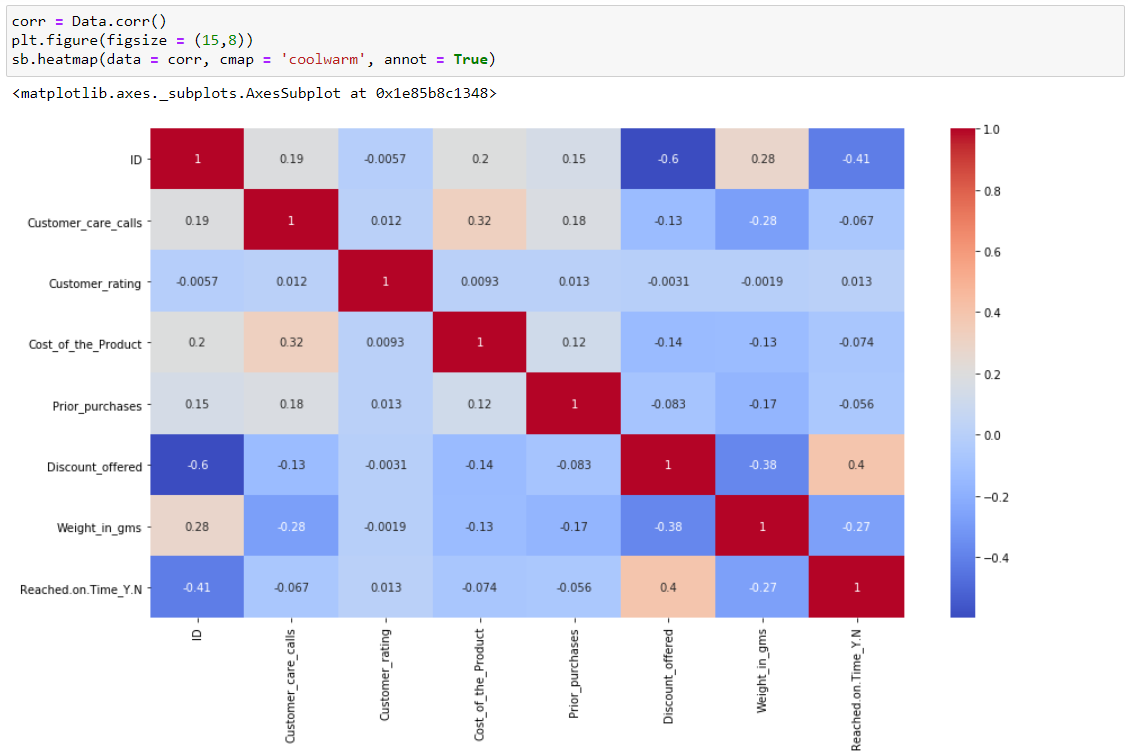 corr = Data.corr()
plt.figure(figsize = (15,8))
sb.heatmap(data = corr, cmap = 'coolwarm', annot = True)
<matplotlib.axes._subplots.AxesSubplot at 0x1e85b8c1348>
ID 1 0.19 -0.0057 0.2 0.15 -0.6 0.28 -0.41
Customer_care_calls 0.19 1 0.012 0.32 0.18 -0.13 -0.28 -0.067
Customer_rating -0.0057 0.012 1 0.0093 0.013 -0.0031 -0.0019 0.013
Cost_of_the_Product 0.2 0.32 0.0093 1 0.12 -0.14 -0.13 -0.074
Prior_purchases 0.15 0.18 0.013 0.12 1 -0.083 -0.17 -0.056
Discount_offered -0.6 -0.13 -0.0031 -0.14 -0.083 1 -0.38 0.4
Weight_in_gms 0.28 -0.28 -0.0019 -0.13 -0.17 -0.38 1 -0.27
Reached.on.Time_Y.N -0.41 -0.067 0.013 -0.074 -0.056 0.4 -0.27 1
ID
Customer_care_calls
Customer_rating
Cost_of_the_Product
Prior_purchases
Discount_offered
Weight_in_gms
Reached.on.Time_Y.N
1.0
0.8
0.6
0.4
0.2
0.0
−0.2
−0.4